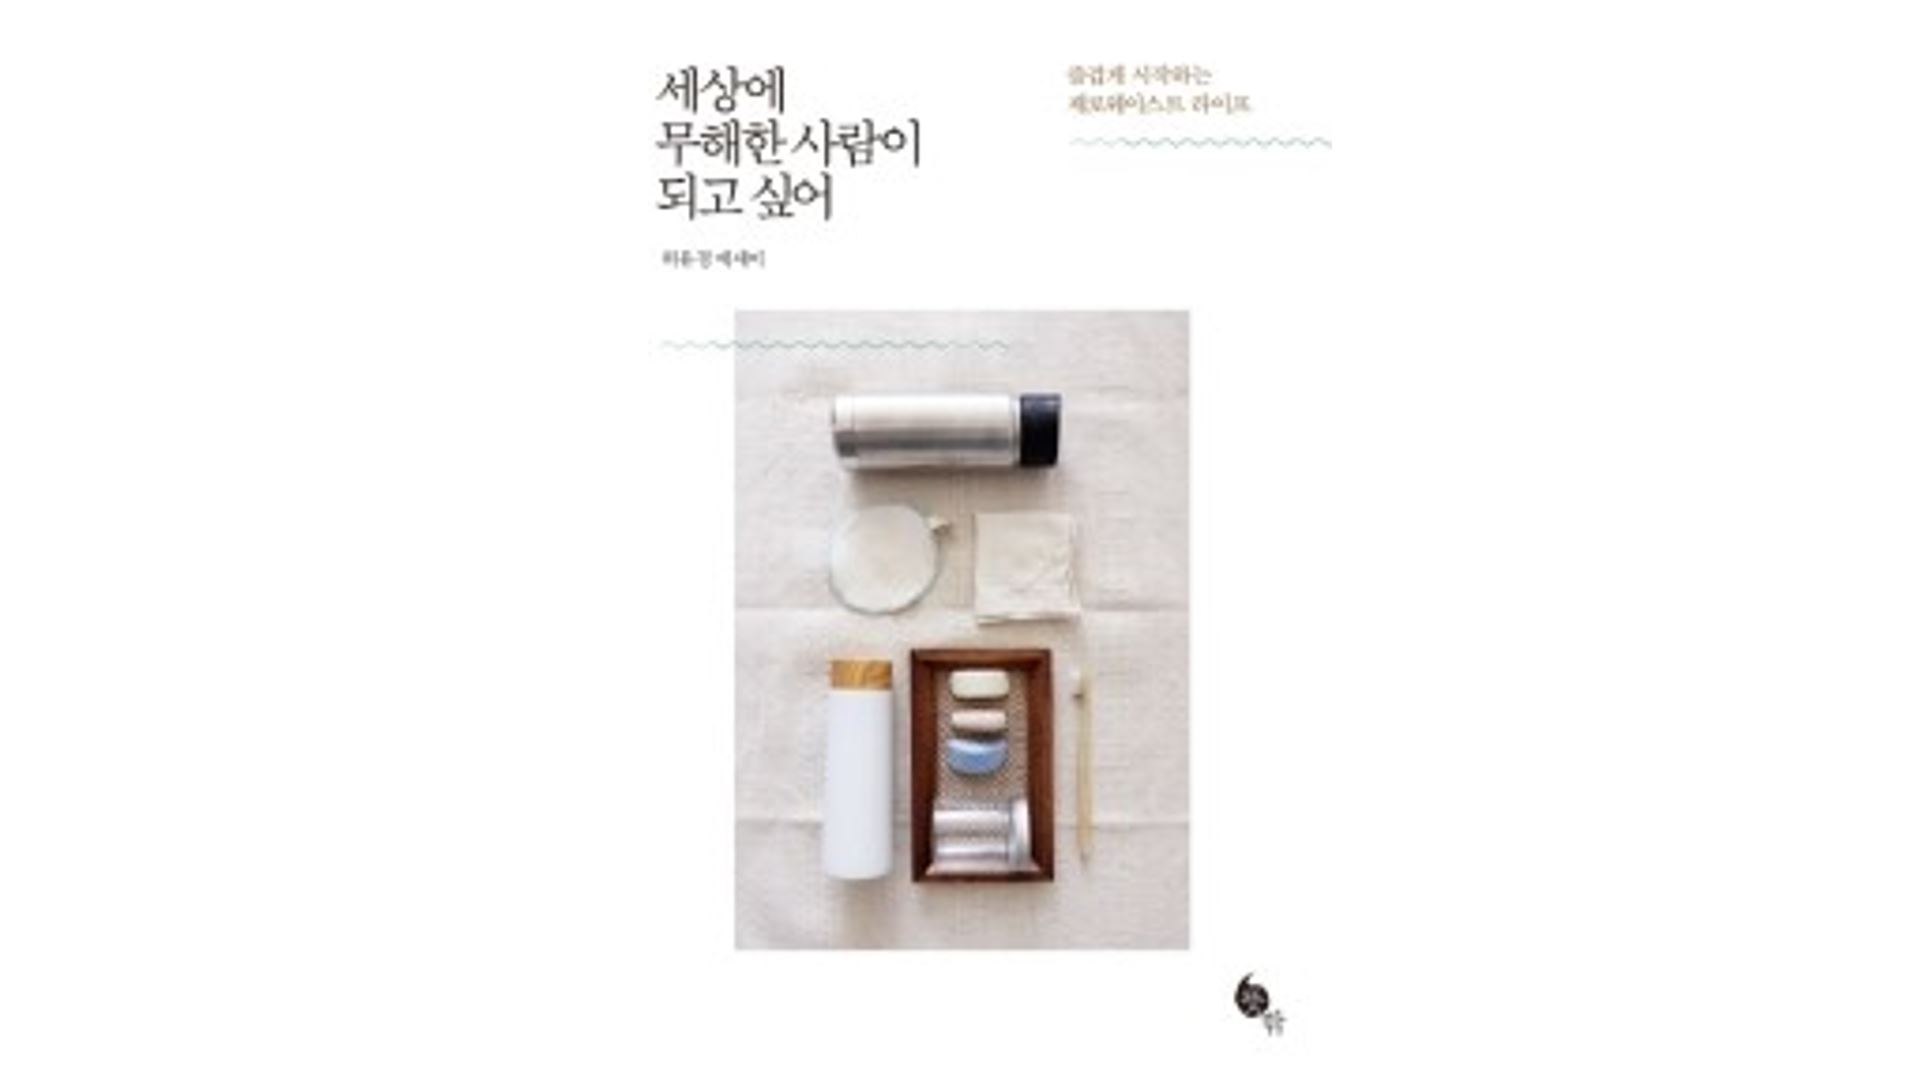 세상에
무해한 사람이
되고 싶어
즐겁게 시작하는
제로웨이스트 라이프
허유정 에세이